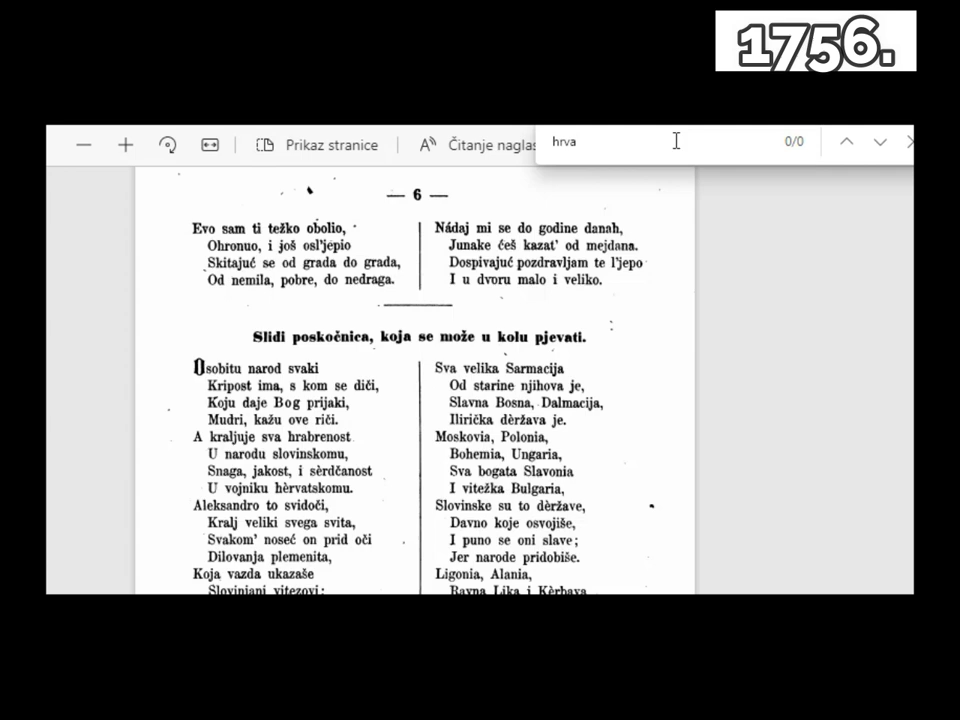 1756.
Prikaz stranice
Čitanje naglas
hrva
0/0
— 6 —
Evo sam ti težko obolio,
Ohronuo, i još osl'jepio
Skitajuć se od grada do grada,
Od nemila, pobre, do nedraga.
Nádaj mi se do godine danah,
Junake ćeš kazat' od mejdana.
Dospivajuć pozdravljam te l'jepo
I u dvoru malo i veliko.
Slidi poskočnica, koja se može u kolu pjevati.
Osobitu narod svaki
Kripost ima, s kom se diči,
Koju daje Bog prijaki,
Mudri, kažu ove riči.
A kraljuje sva hrabrenost
U narodu slovinskomu,
Snaga, jakost, i sèrdčanost
U vojniku hèrvatskomu.
Aleksandro to svidoči,
Kralj veliki svega svita,
Svakom' noseć on prid oči
Dilovanja plemenita,
Koja vazda ukazaše
Slovinjani vitezovi:
Sva velika Sarmacija
Od starine njihova je,
Slavna Bosna, Dalmacija,
Ilirička dèržava je.
Moskovia, Polonia,
Bohemia, Ungaria,
Sva bogata Slavonia
I vitežka Bulgaria,
Slovinske su to dèržave,
Davno koje osvojiše,
I puno se oni slave;
Jer narode pridobiše.
Ligonia, Alania,
Ravna Lika i Kèrbava